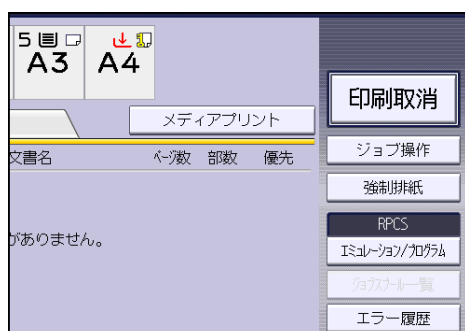 5
A3 A4
印刷取消
メディアプリント
ジョブ操作
文書名 ページ数 部数 優先
強制排紙
RPCS
がありません。
エミュレーション/プログラム
ジョブスプール一覧
エラー履歴